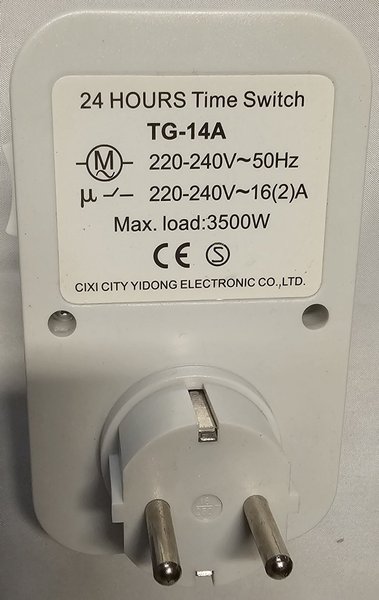 24 HOURS Time Switch
TG-14A
M 220-240V~50Hz
μ 220-240V~16(2)A
Max. load:3500W
CE S
CIXI CITY YIDONG ELECTRONIC CO.,LTD.